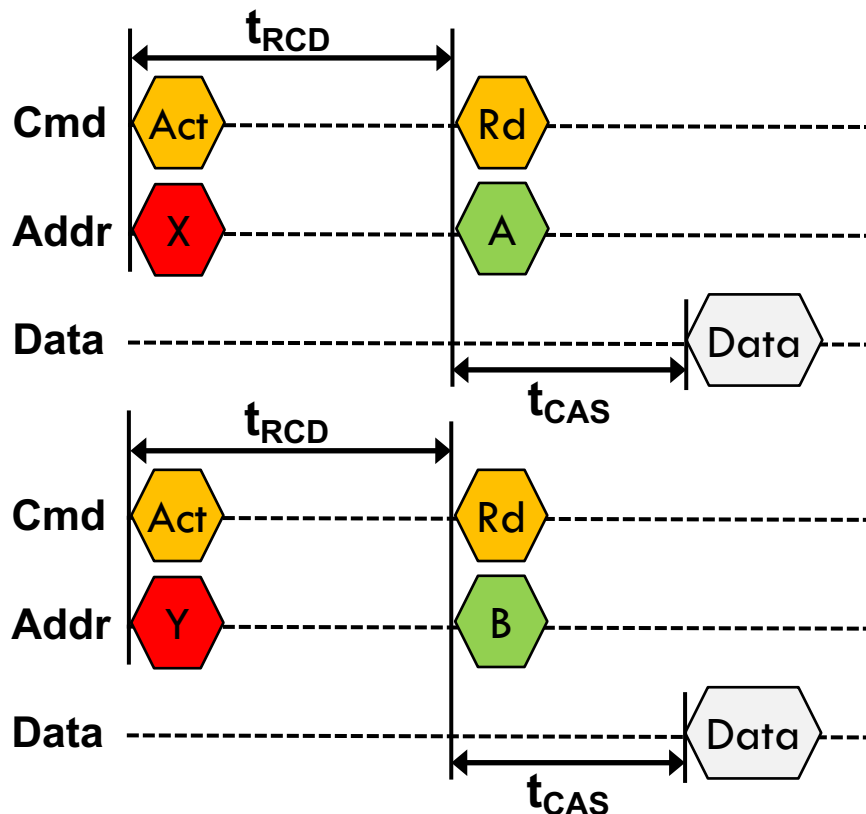 tRCD
Cmd Act Rd
Addr X A
Data Data
tCAS
tRCD
Cmd Act Rd
Addr Y B
Data Data
tCAS